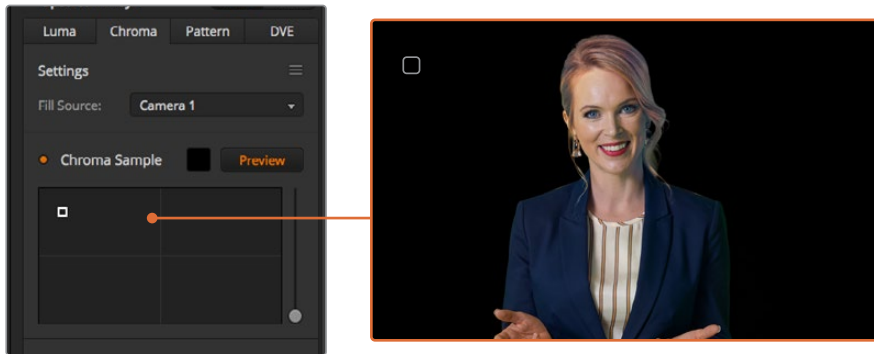 Luma Chroma Pattern DVE
Settings
Fill Source: Camera 1
Chroma Sample Preview